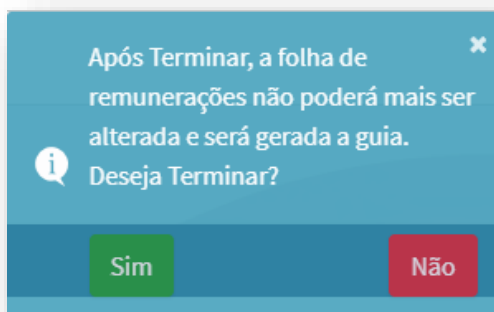 Após Terminar, a folha de
remunerações não poderá mais ser
alterada e será gerada a guia.
Deseja Terminar?
Sim
Não